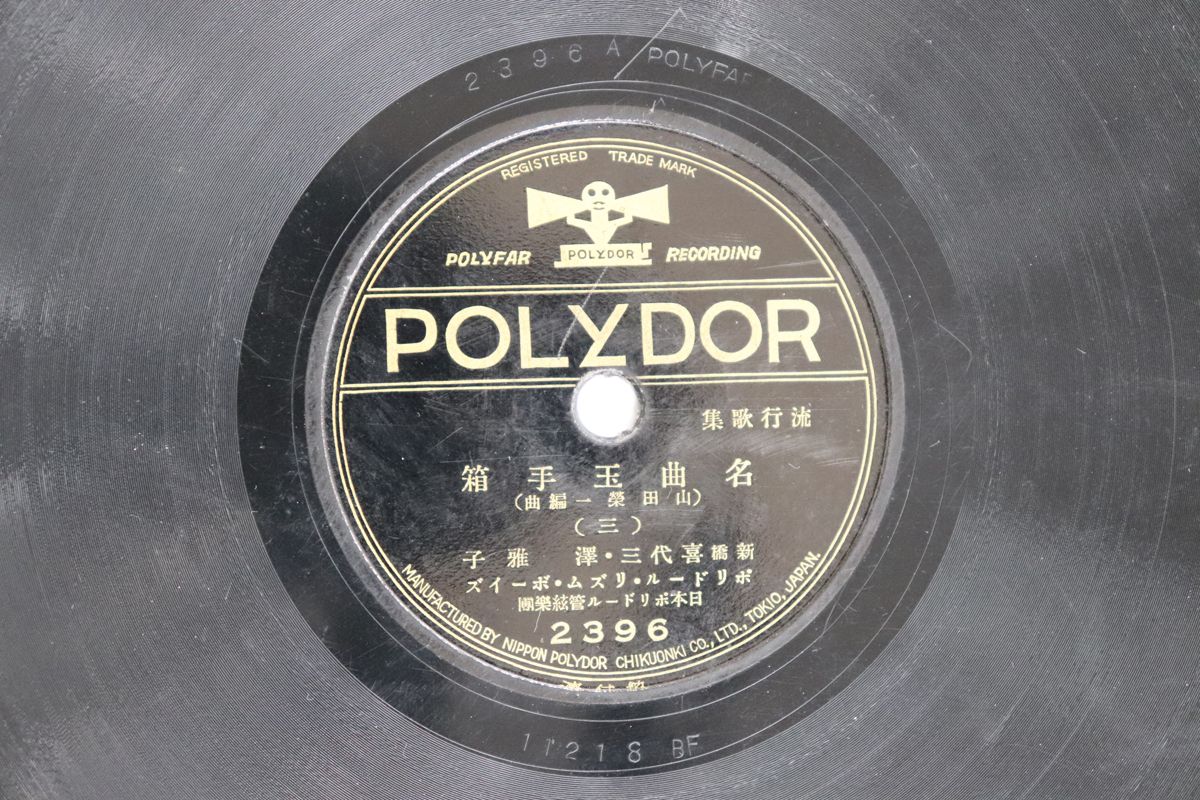 2396 A POLYFAR
REGISTERED TRADE MARK
POLYFAR POLYDOR RECORDING
POLYDOR
流行歌集
名曲玉手箱
(山田榮一編曲)
(三)
新橋喜代三・澤雅子
ポリドール・リズム・ボーイズ
日本ポリドール管絃樂團
2396
MANUFACTURED BY NIPPON POLYDOR CHIKUONKI CO., LTD., TOKIO, JAPAN.
11218 BF